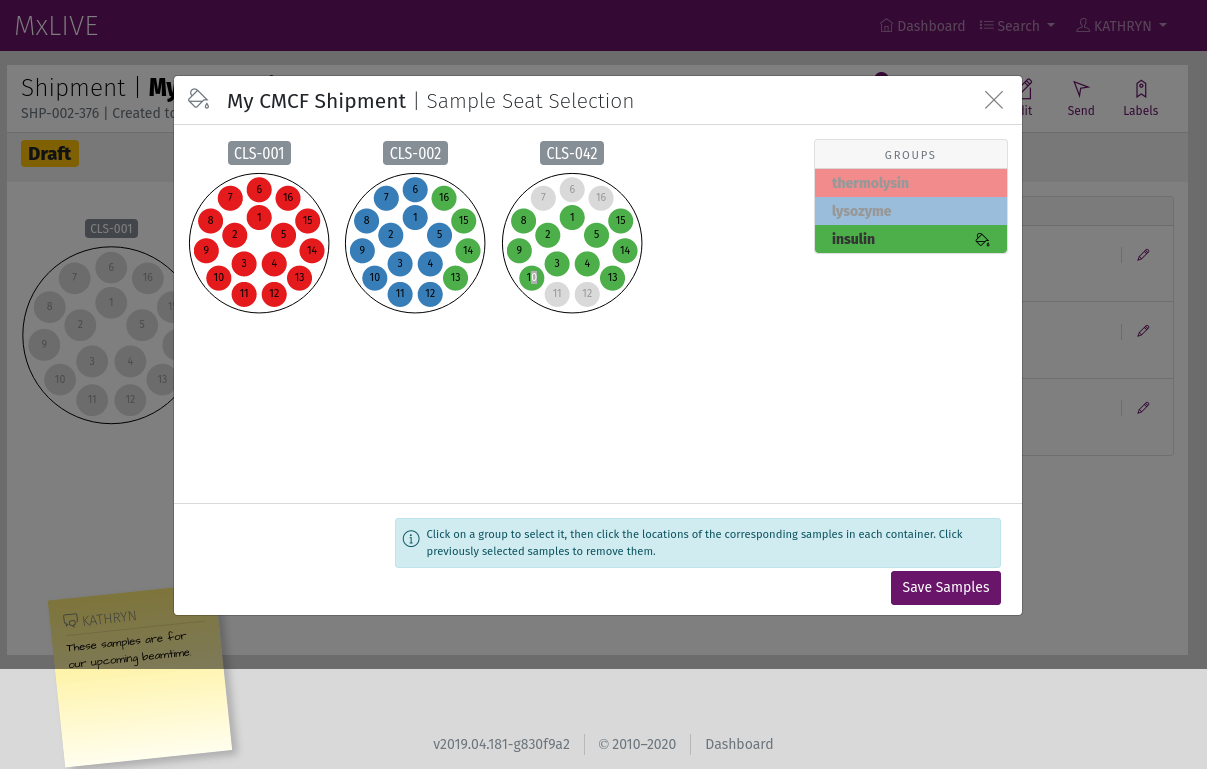 MxLIVE
Dashboard
Search
KATHRYN
Shipment | My
SHP-002-376 | Created
Send
Labels
Draft
My CMCF Shipment | Sample Seat Selection
CLS-001
CLS-002
CLS-042
6
7
16
8
1
15
2
5
9
14
3
4
10
13
11
12
6
7
16
8
1
15
2
5
9
14
3
4
10
13
11
12
6
7
16
8
1
15
2
5
9
14
3
4
10
13
11
12
GROUPS
thermolysin
lysozyme
insulin
CLS-001
6
7
16
8
1
2
5
9
3
4
10
13
11
12
Click on a group to select it, then click the locations of the corresponding samples in each container. Click
previously selected samples to remove them.
Save Samples
KATHRYN
These samples are for
our upcoming beamtime.
v2019.04.181-g830f9a2
© 2010–2020
Dashboard